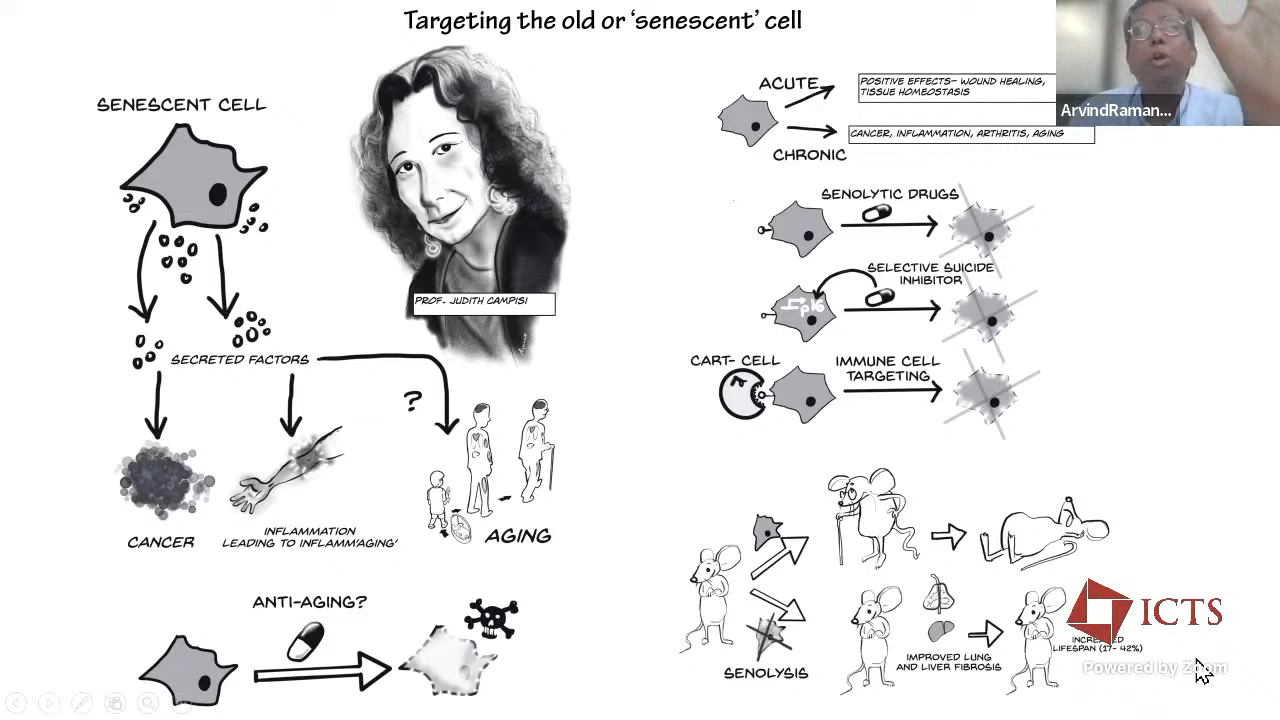 Targeting the old or ‘senescent’ cell
SENESCENT CELL
PROF. JUDITH CAMPISI
SECRETED FACTORS
?
CANCER
INFLAMMATION
LEADING TO INFLAMM'AGING'
AGING
ANTI-AGING?
ACUTE
POSITIVE EFFECTS- WOUND HEALING,
TISSUE HOMEOSTASIS
CANCER, INFLAMMATION, ARTHRITIS, AGING
CHRONIC
ArvindRaman...
SENOLYTIC DRUGS
SELECTIVE SUICIDE
INHIBITOR
p16
CART- CELL
IMMUNE CELL
TARGETING
SENOLYSIS
IMPROVED LUNG
AND LIVER FIBROSIS
LIFESPAN (17- 42%)
ICTS
Powered by Zoom